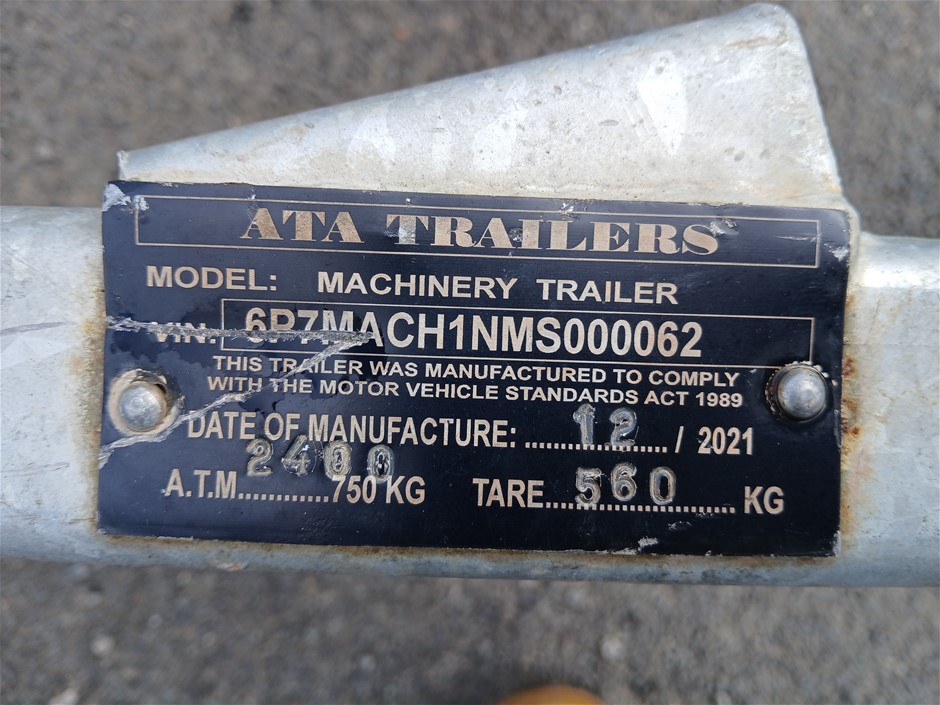 ATA TRAILERS
MODEL: MACHINERY TRAILER
VIN: 6P7MACH1NMS000062
THIS TRAILER WAS MANUFACTURED TO COMPLY
WITH THE MOTOR VEHICLE STANDARDS ACT 1989
DATE OF MANUFACTURE: ....12.... / 2021
2400
A.T.M.............750 KG TARE...560........ KG